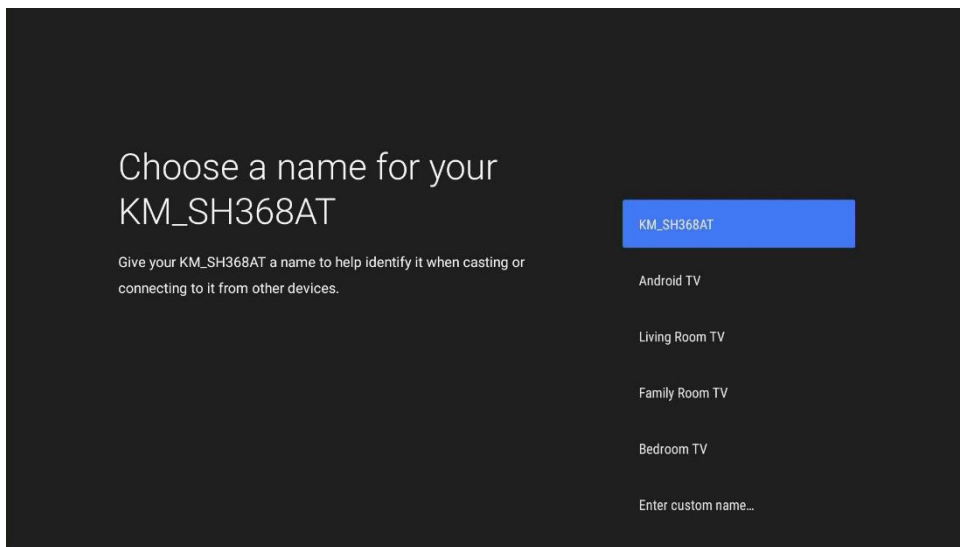 Choose a name for your
KM_SH368AT
Give your KM_SH368AT a name to help identify it when casting or
connecting to it from other devices.
KM_SH368AT
Android TV
Living Room TV
Family Room TV
Bedroom TV
Enter custom name…